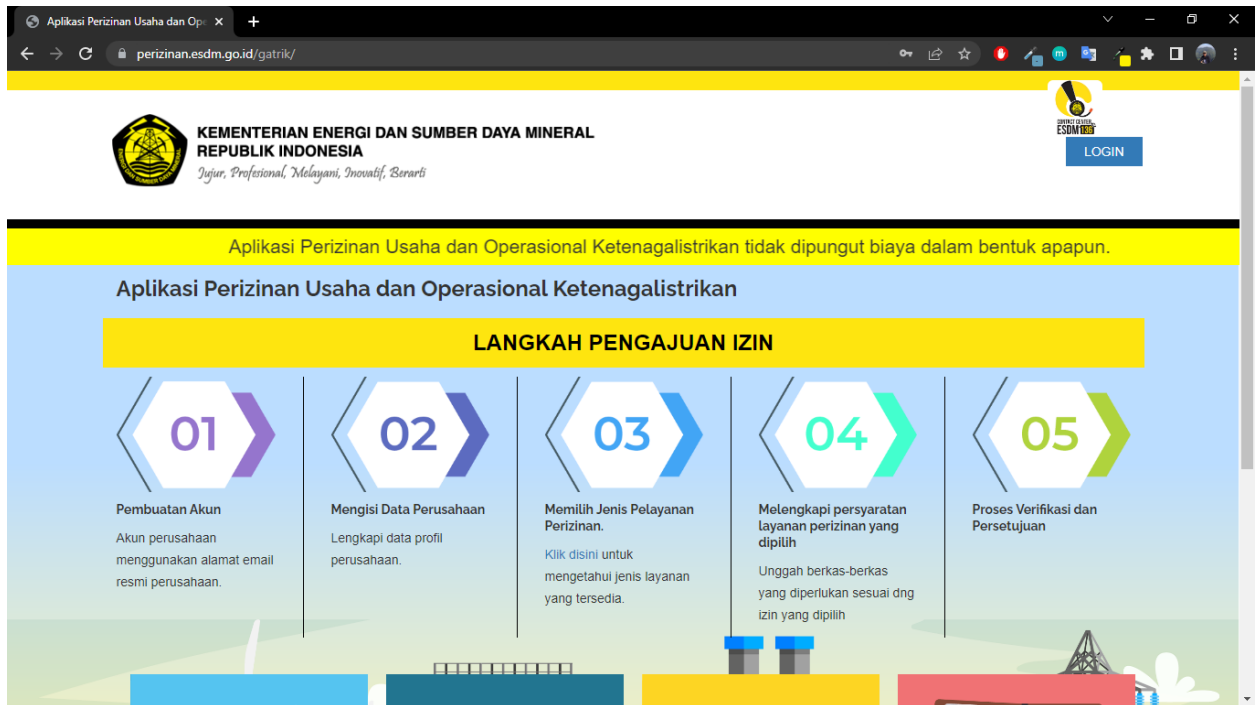 Aplikasi Perizinan Usaha dan Ope
perizinan.esdm.go.id/gatrik/
KEMENTERIAN ENERGI DAN SUMBER DAYA MINERAL
REPUBLIK INDONESIA
Jujur, Profesional, Melayani, Inovatif, Berarti
CONTACT CENTER
ESDM 136
LOGIN
Aplikasi Perizinan Usaha dan Operasional Ketenagalistrikan tidak dipungut biaya dalam bentuk apapun.
Aplikasi Perizinan Usaha dan Operasional Ketenagalistrikan
LANGKAH PENGAJUAN IZIN
01
Pembuatan Akun
Akun perusahaan
menggunakan alamat email
resmi perusahaan.
02
Mengisi Data Perusahaan
Lengkapi data profil
perusahaan.
03
Memilih Jenis Pelayanan
Perizinan.
Klik disini untuk
mengetahui jenis layanan
yang tersedia.
04
Melengkapi persyaratan
layanan perizinan yang
dipilih
Unggah berkas-berkas
yang diperlukan sesuai dng
izin yang dipilih
05
Proses Verifikasi dan
Persetujuan